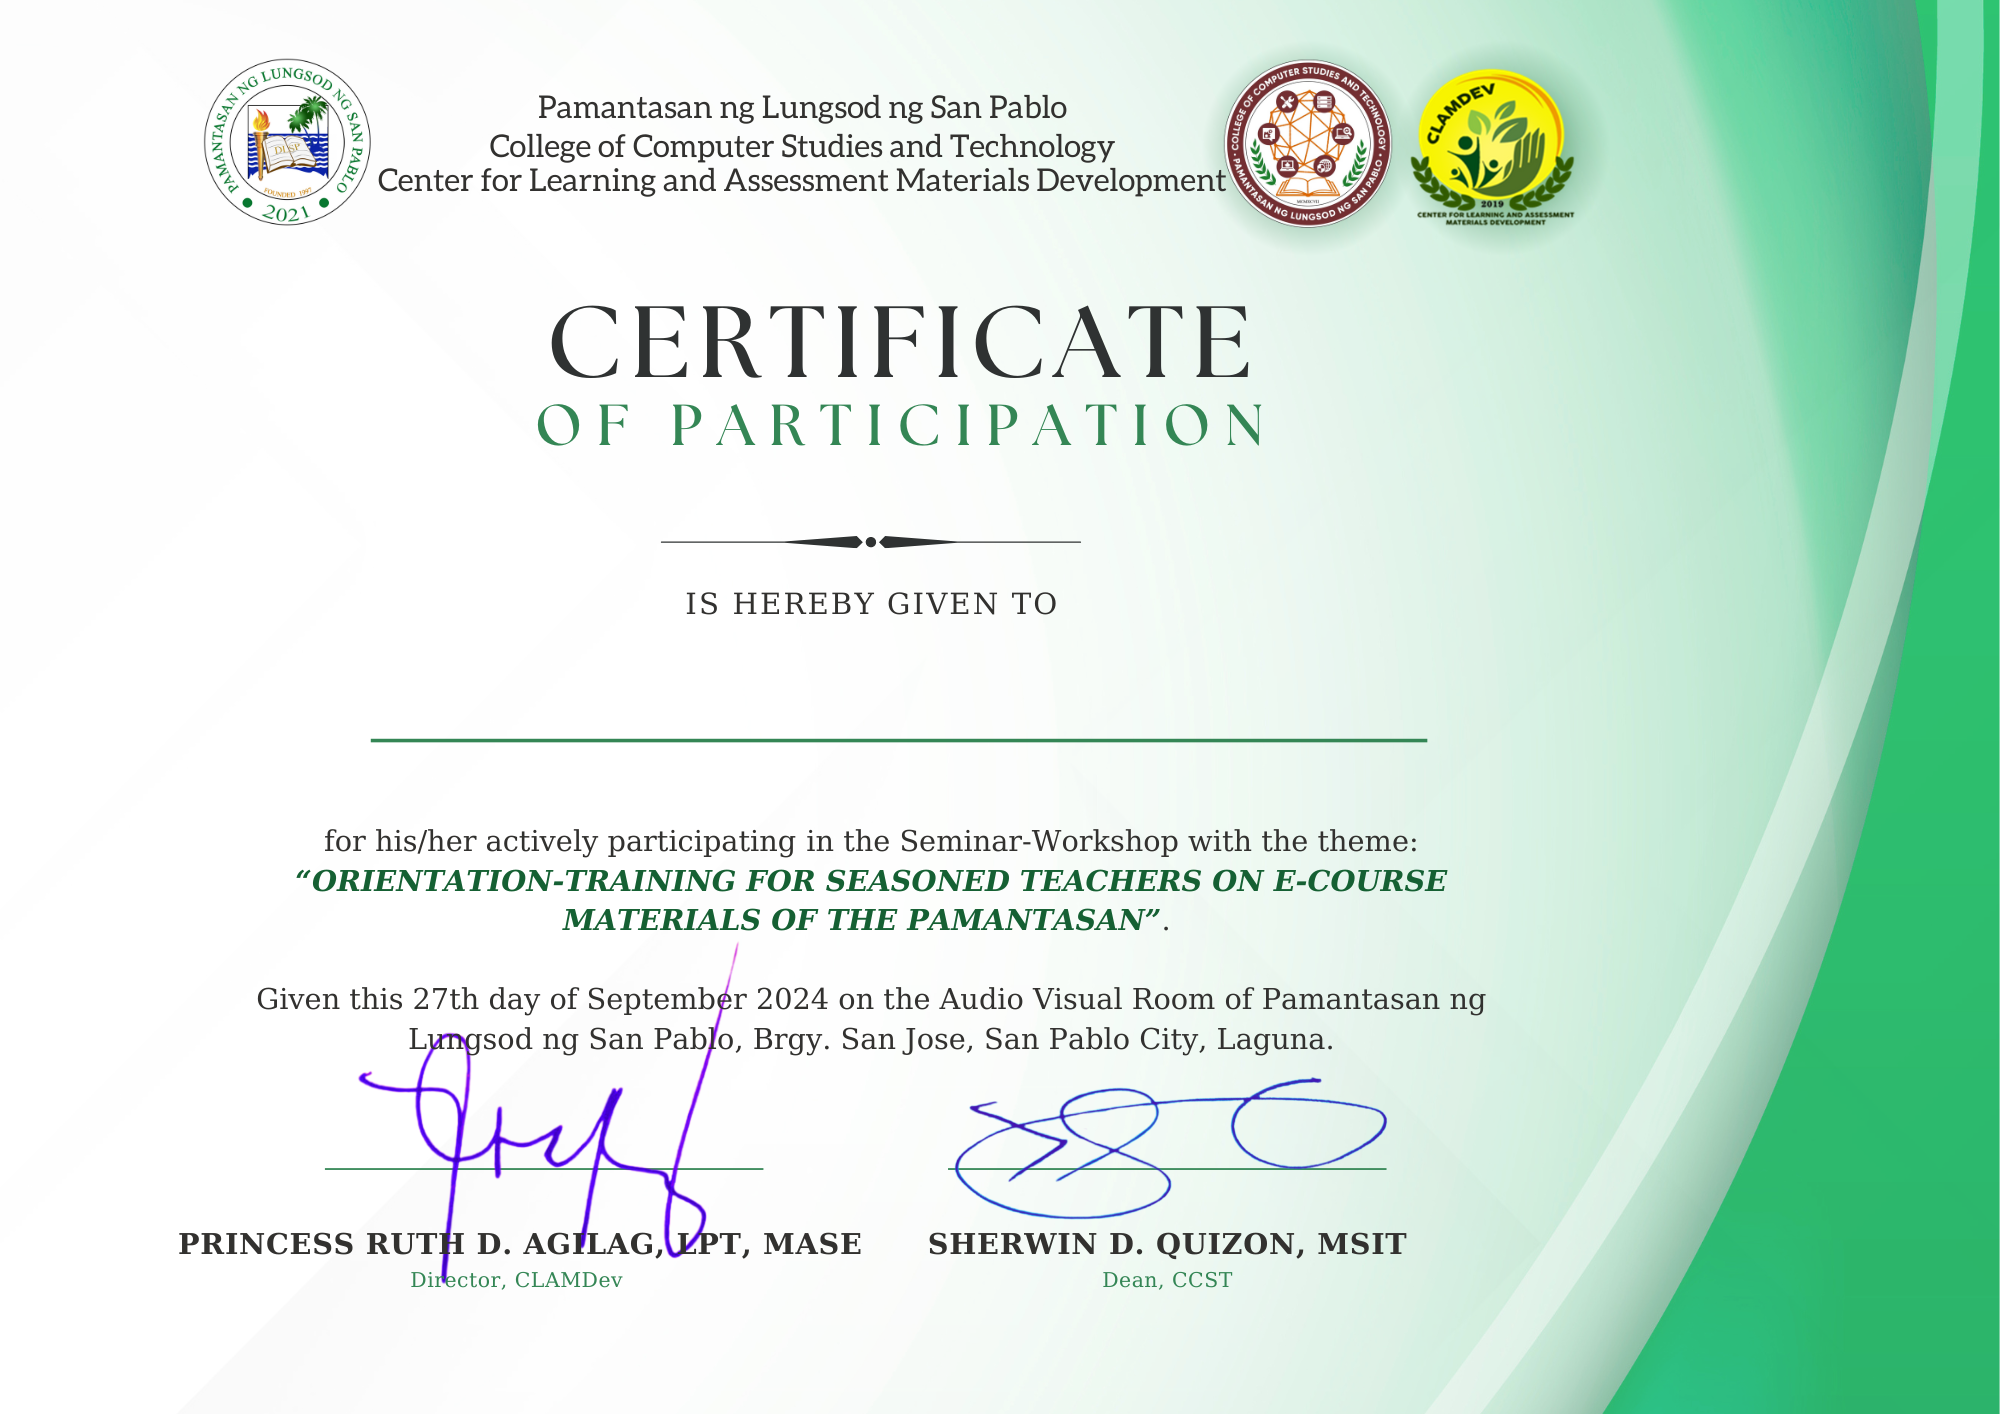 PAMANTASAN NG LUNGSOD NG SAN PABLO
DLSP
FOUNDED 1997
2021
Pamantasan ng Lungsod ng San Pablo
College of Computer Studies and Technology
Center for Learning and Assessment Materials Development
• COLLEGE OF COMPUTER STUDIES AND TECHNOLOGY •
PAMANTASAN NG LUNGSOD NG SAN PABLO
MCMXCVII
CLAMDEV
2019
CENTER FOR LEARNING AND ASSESSMENT
MATERIALS DEVELOPMENT
CERTIFICATE
OF PARTICIPATION
IS HEREBY GIVEN TO
for his/her actively participating in the Seminar-Workshop with the theme:
“ORIENTATION-TRAINING FOR SEASONED TEACHERS ON E-COURSE
MATERIALS OF THE PAMANTASAN”.
Given this 27th day of September 2024 on the Audio Visual Room of Pamantasan ng
Lungsod ng San Pablo, Brgy. San Jose, San Pablo City, Laguna.
PRINCESS RUTH D. AGILAG, LPT, MASE
Director, CLAMDev
SHERWIN D. QUIZON, MSIT
Dean, CCST